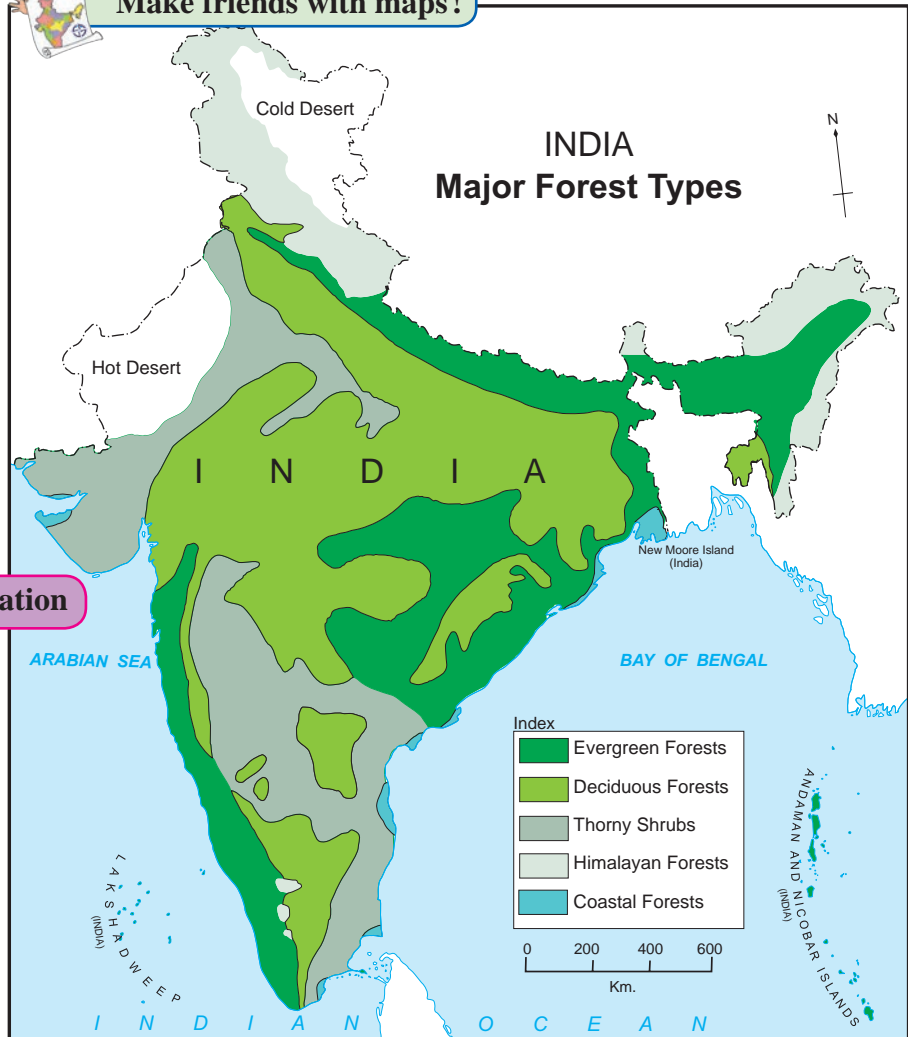 Make friends with maps!
Cold Desert
INDIA
Major Forest Types
N
Hot Desert
I N D I A
New Moore Island
(India)
ation
ARABIAN SEA
BAY OF BENGAL
Index
Evergreen Forests
Deciduous Forests
Thorny Shrubs
Himalayan Forests
Coastal Forests
0 200 400 600
Km.
LAKSHADWEEP
(INDIA)
ANDAMAN AND NICOBAR ISLANDS
(INDIA)
I N D I A N O C E A N